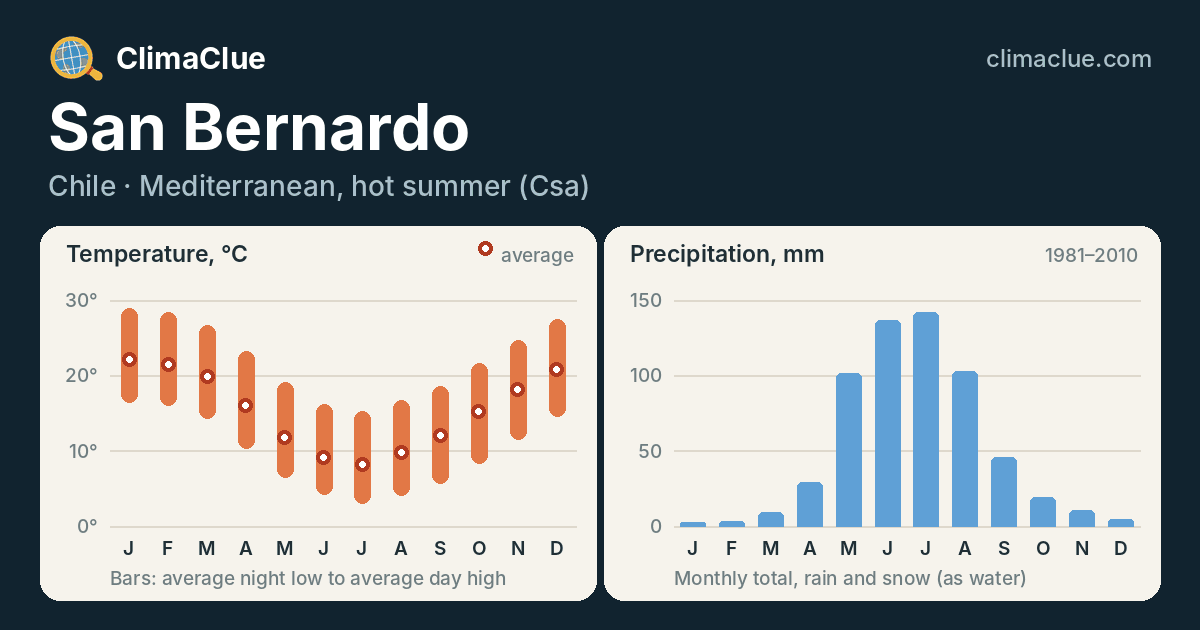 ClimaClue
climaclue.com
San Bernardo
Chile · Mediterranean, hot summer (Csa)
Temperature, °C
average
30°
20°
10°
0°
J F M A M J J A S O N D
Bars: average night low to average day high
Precipitation, mm
1981–2010
150
100
50
0
J F M A M J J A S O N D
Monthly total, rain and snow (as water)